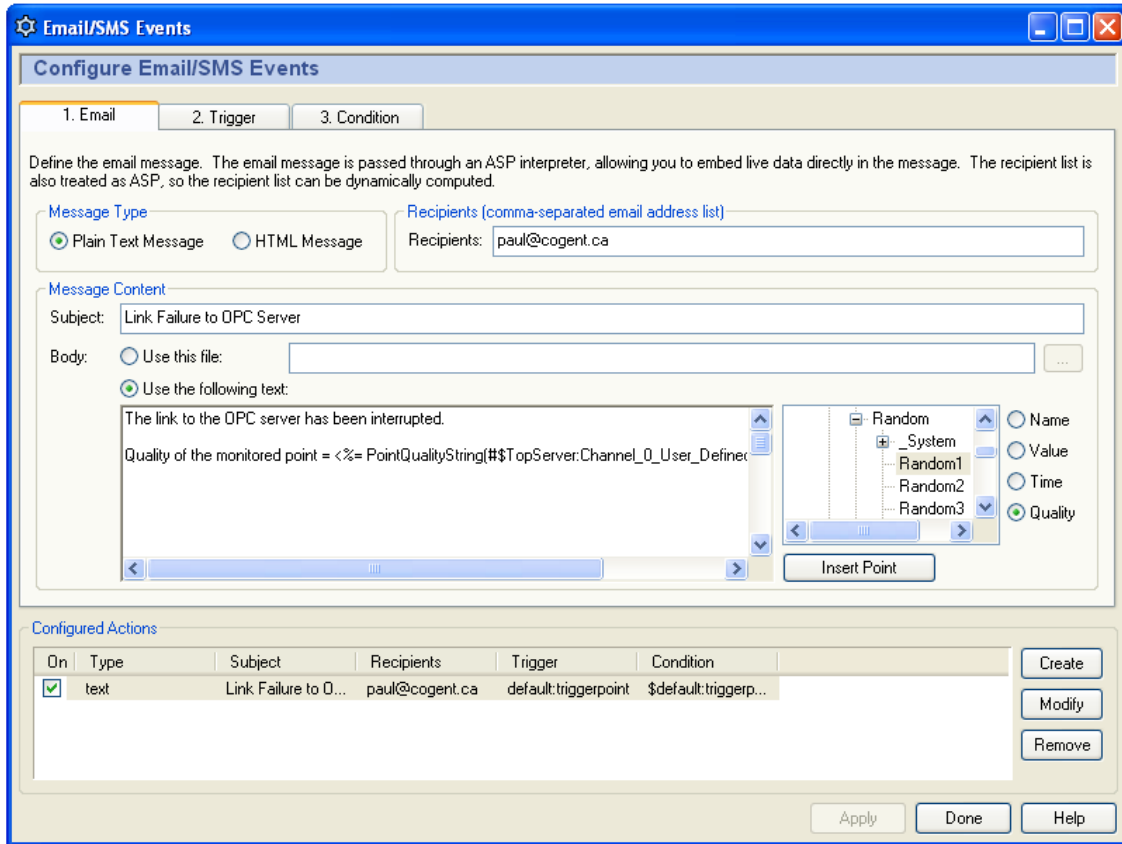 Email/SMS Events
Configure Email/SMS Events
1. Email 2. Trigger 3. Condition
Define the email message. The email message is passed through an ASP interpreter, allowing you to embed live data directly in the message. The recipient list is
also treated as ASP, so the recipient list can be dynamically computed.
Message Type Recipients (comma-separated email address list)
Plain Text Message HTML Message Recipients: paul@cogent.ca
Message Content
Subject: Link Failure to OPC Server
Body: Use this file: ...
Use the following text:
The link to the OPC server has been interrupted. Random Name
_System
Quality of the monitored point = <%= PointQualityString(#$TopServer:Channel_0_User_Defined Random1 Value
Random2 Time
Random3 Quality
Insert Point
Configured Actions
On Type Subject Recipients Trigger Condition Create
text Link Failure to O... paul@cogent.ca default:triggerpoint $default:triggerp...
Modify
Remove
Apply Done Help